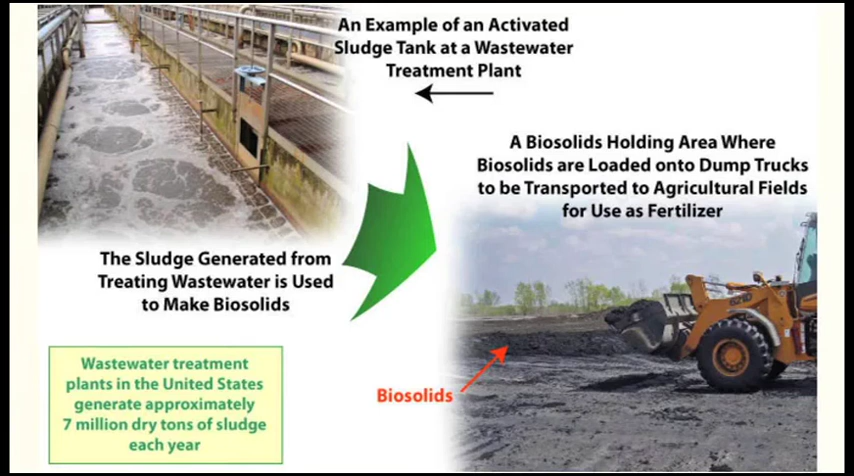 An Example of an Activated
Sludge Tank at a Wastewater
Treatment Plant
A Biosolids Holding Area Where
Biosolids are Loaded onto Dump Trucks
to be Transported to Agricultural Fields
for Use as Fertilizer
The Sludge Generated from
Treating Wastewater is Used
to Make Biosolids
Wastewater treatment
plants in the United States
generate approximately
7 million dry tons of sludge
each year
Biosolids